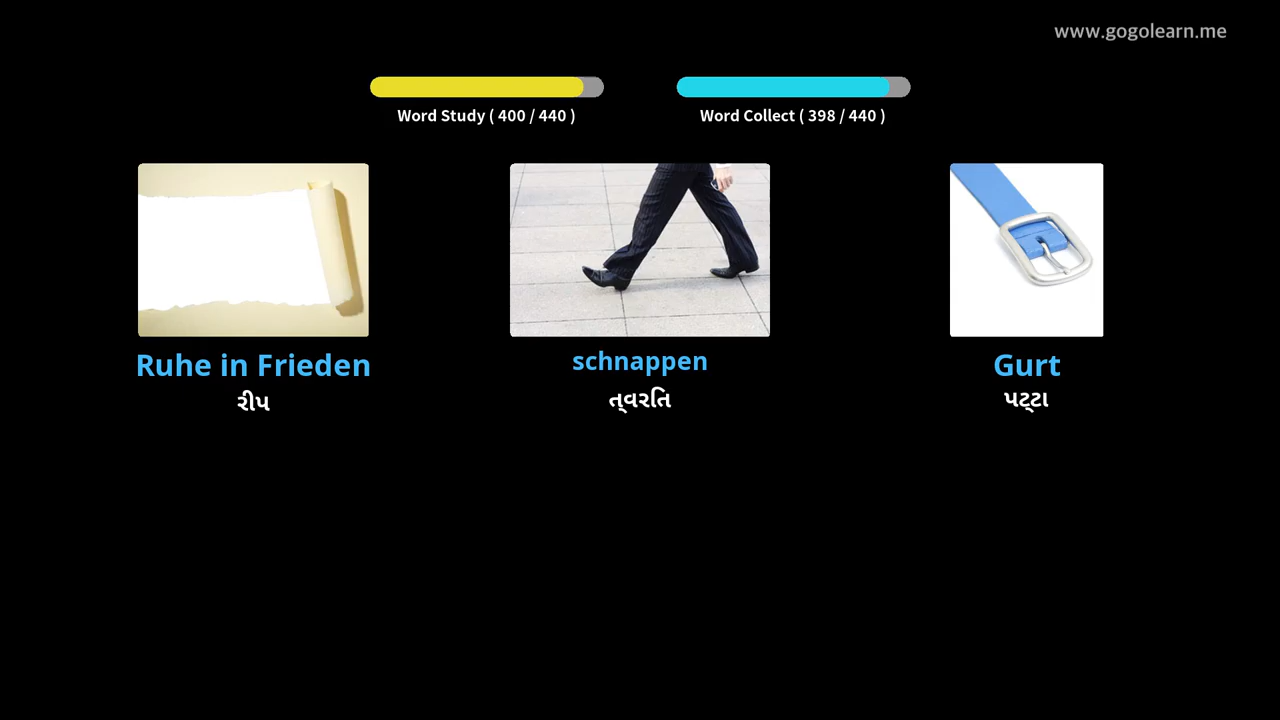 www.gogolearn.me
Word Study ( 400 / 440 )
Word Collect ( 398 / 440 )
Ruhe in Frieden
schnappen
Gurt
રીપ
ત્વરતિ
પટ્ટા